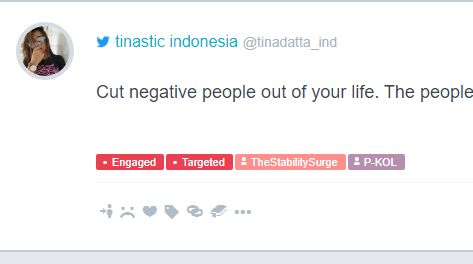 tinastic indonesia @tinadatta_ind
Cut negative people out of your life. The people
• Engaged • Targeted TheStabilitySurge P-KOL